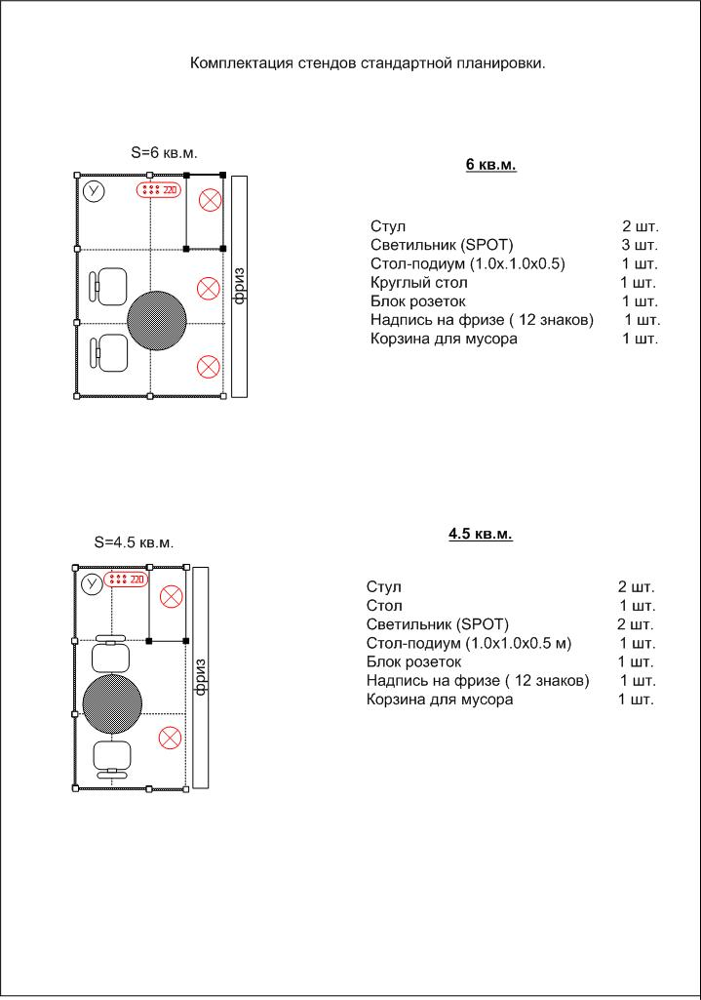 Комплектация стендов стандартной планировки.
S=6 кв.м.
6 кв.м.
У
220
фриз
Стул 2 шт.
Светильник (SPOT) 3 шт.
Стол-подиум (1.0x.1.0x0.5) 1 шт.
Круглый стол 1 шт.
Блок розеток 1 шт.
Надпись на фризе ( 12 знаков) 1 шт.
Корзина для мусора 1 шт.
S=4.5 кв.м.
4.5 кв.м.
У
220
фриз
Стул 2 шт.
Стол 1 шт.
Светильник (SPOT) 2 шт.
Стол-подиум (1.0x1.0x0.5 м) 1 шт.
Блок розеток 1 шт.
Надпись на фризе ( 12 знаков) 1 шт.
Корзина для мусора 1 шт.